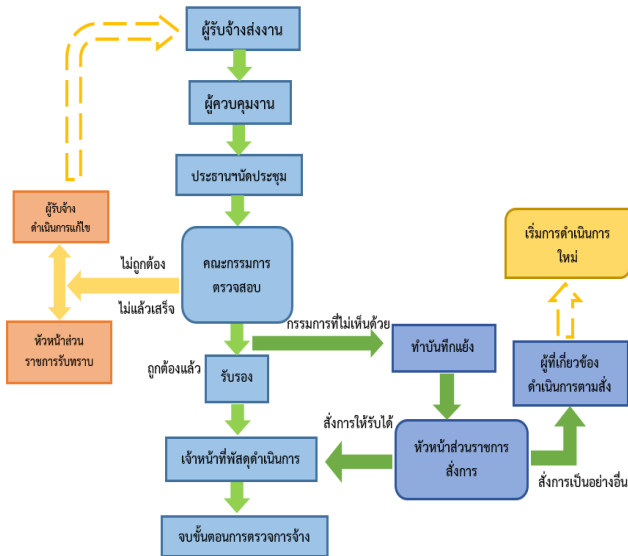 ผู้รับจ้างส่งงาน
ผู้ควบคุมงาน
ประธานฯนัดประชุม
ผู้รับจ้าง
ดำเนินการแก้ไข
ไม่ถูกต้อง
ไม่แล้วเสร็จ
คณะกรรมการ
ตรวจสอบ
เริ่มการดำเนินการ
ใหม่
หัวหน้าส่วน
ราชการรับทราบ
กรรมการที่ไม่เห็นด้วย
ทำบันทึกแย้ง
ผู้ที่เกี่ยวข้อง
ดำเนินการตามสั่ง
ถูกต้องแล้ว
รับรอง
สั่งการให้รับได้
หัวหน้าส่วนราชการ
สั่งการ
สั่งการเป็นอย่างอื่น
เจ้าหน้าที่พัสดุดำเนินการ
จบขั้นตอนการตรวจการจ้าง